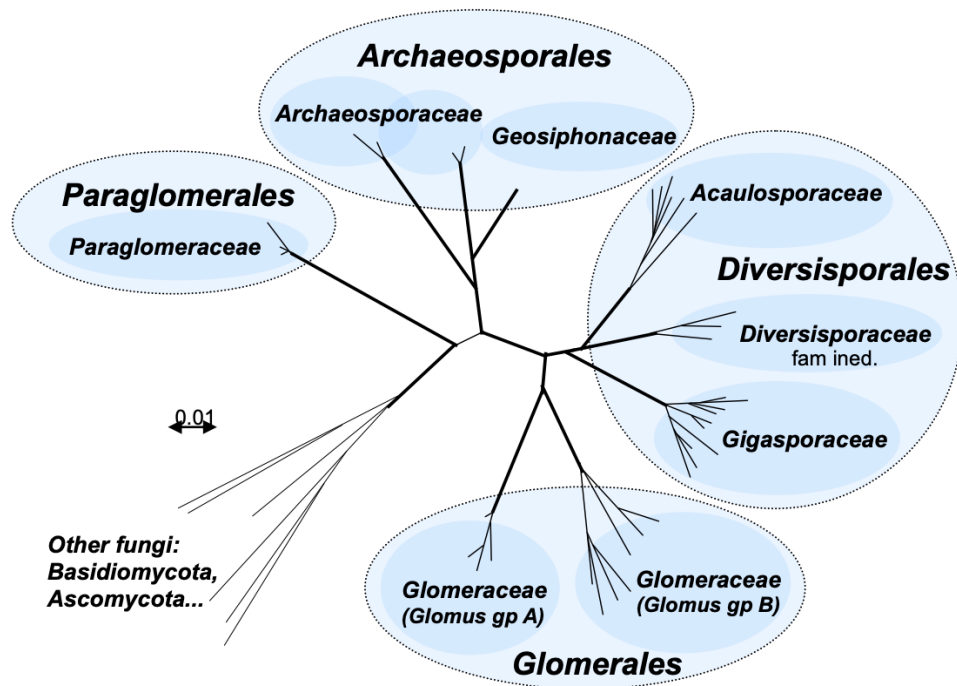 Archaeosporales
Archaeosporaceae
Geosiphonaceae
Paraglomerales
Paraglomeraceae
Acaulosporaceae
Diversisporales
Diversisporaceae
fam ined.
Gigasporaceae
0.01
Other fungi:
Basidiomycota,
Ascomycota...
Glomeraceae
(Glomus gp A)
Glomeraceae
(Glomus gp B)
Glomerales